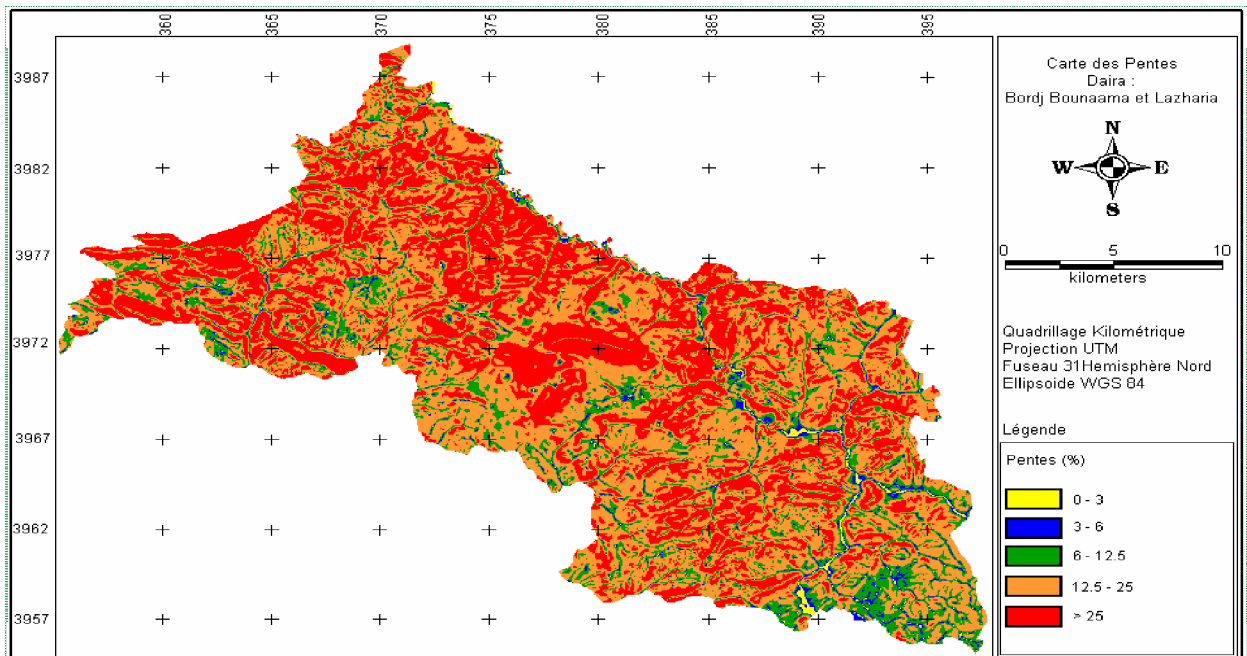 360 365 370 375 380 385 390 395
3987
3982
3977
3972
3967
3962
3957
Carte des Pentes
Daira :
Bordj Bounaama et Lazharia
N
W E
S
0 5 10
kilometers
Quadrillage Kilométrique
Projection UTM
Fuseau 31Hemisphère Nord
Ellipsoide WGS 84
Légende
Pentes (%)
0 - 3
3 - 6
6 - 12.5
12.5 - 25
> 25